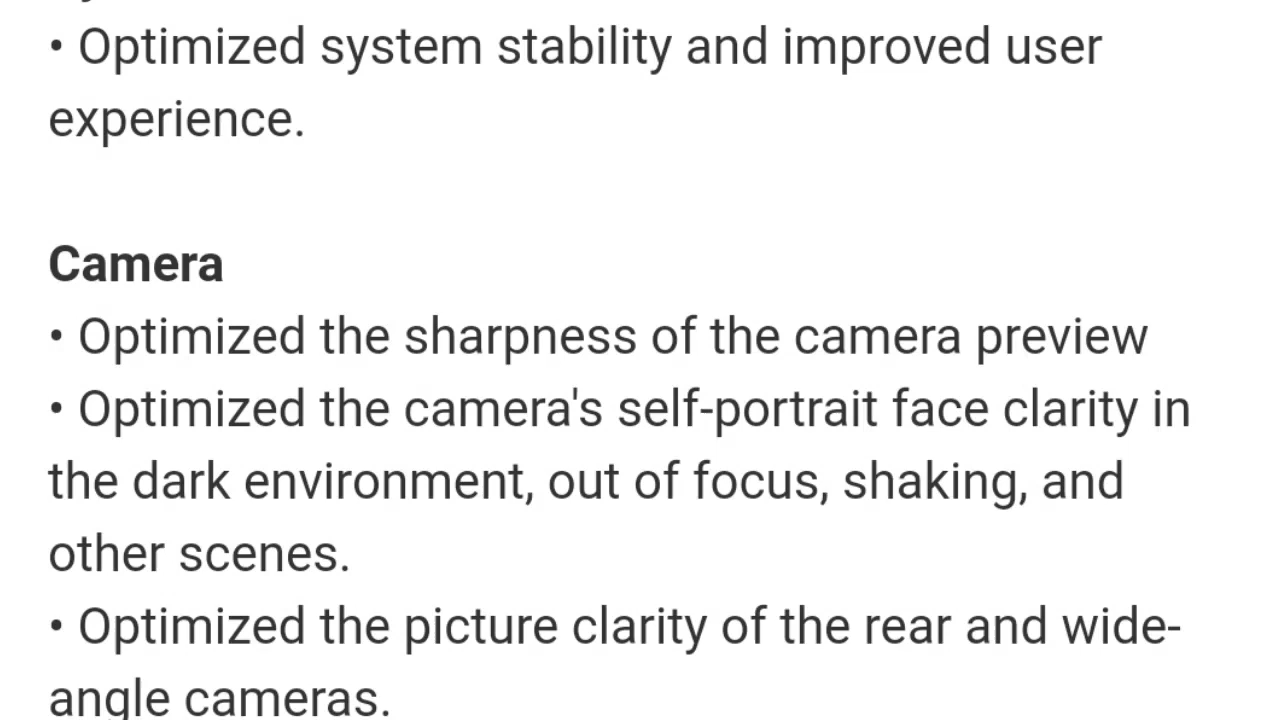 • Optimized system stability and improved user
experience.
Camera
• Optimized the sharpness of the camera preview
• Optimized the camera's self-portrait face clarity in
the dark environment, out of focus, shaking, and
other scenes.
• Optimized the picture clarity of the rear and wide-
angle cameras.